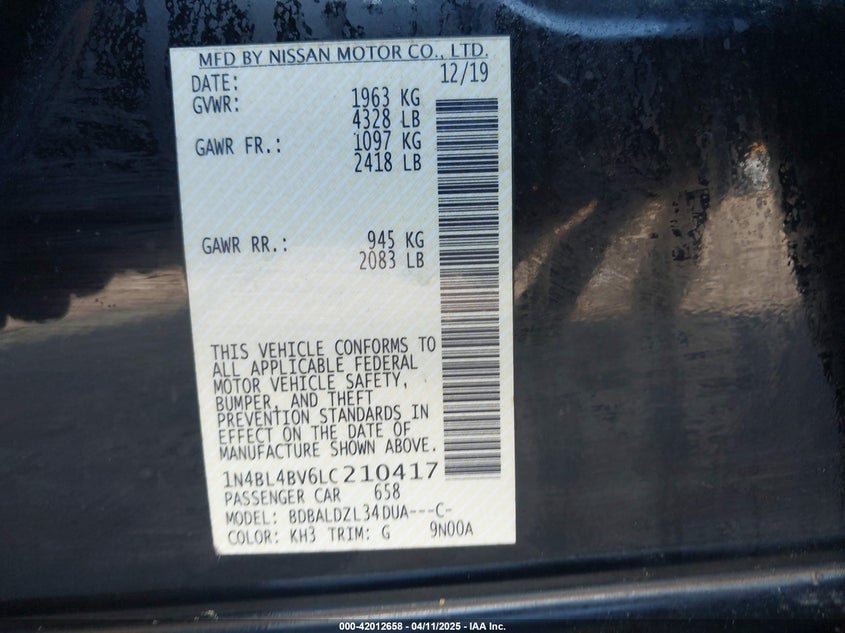 MFD BY NISSAN MOTOR CO., LTD.
DATE: 12/19
GVWR: 1963 KG
4328 LB
GAWR FR.: 1097 KG
2418 LB
GAWR RR.: 945 KG
2083 LB
THIS VEHICLE CONFORMS TO
ALL APPLICABLE FEDERAL
MOTOR VEHICLE SAFETY,
BUMPER, AND THEFT
PREVENTION STANDARDS IN
EFFECT ON THE DATE OF
MANUFACTURE SHOWN ABOVE.
1N4BL4BV6LC210417
PASSENGER CAR 658
MODEL: BDBALDZL34DUA---C-
COLOR: KH3 TRIM: G 9N00A
000-42012658 - 04/11/2025 - IAA Inc.